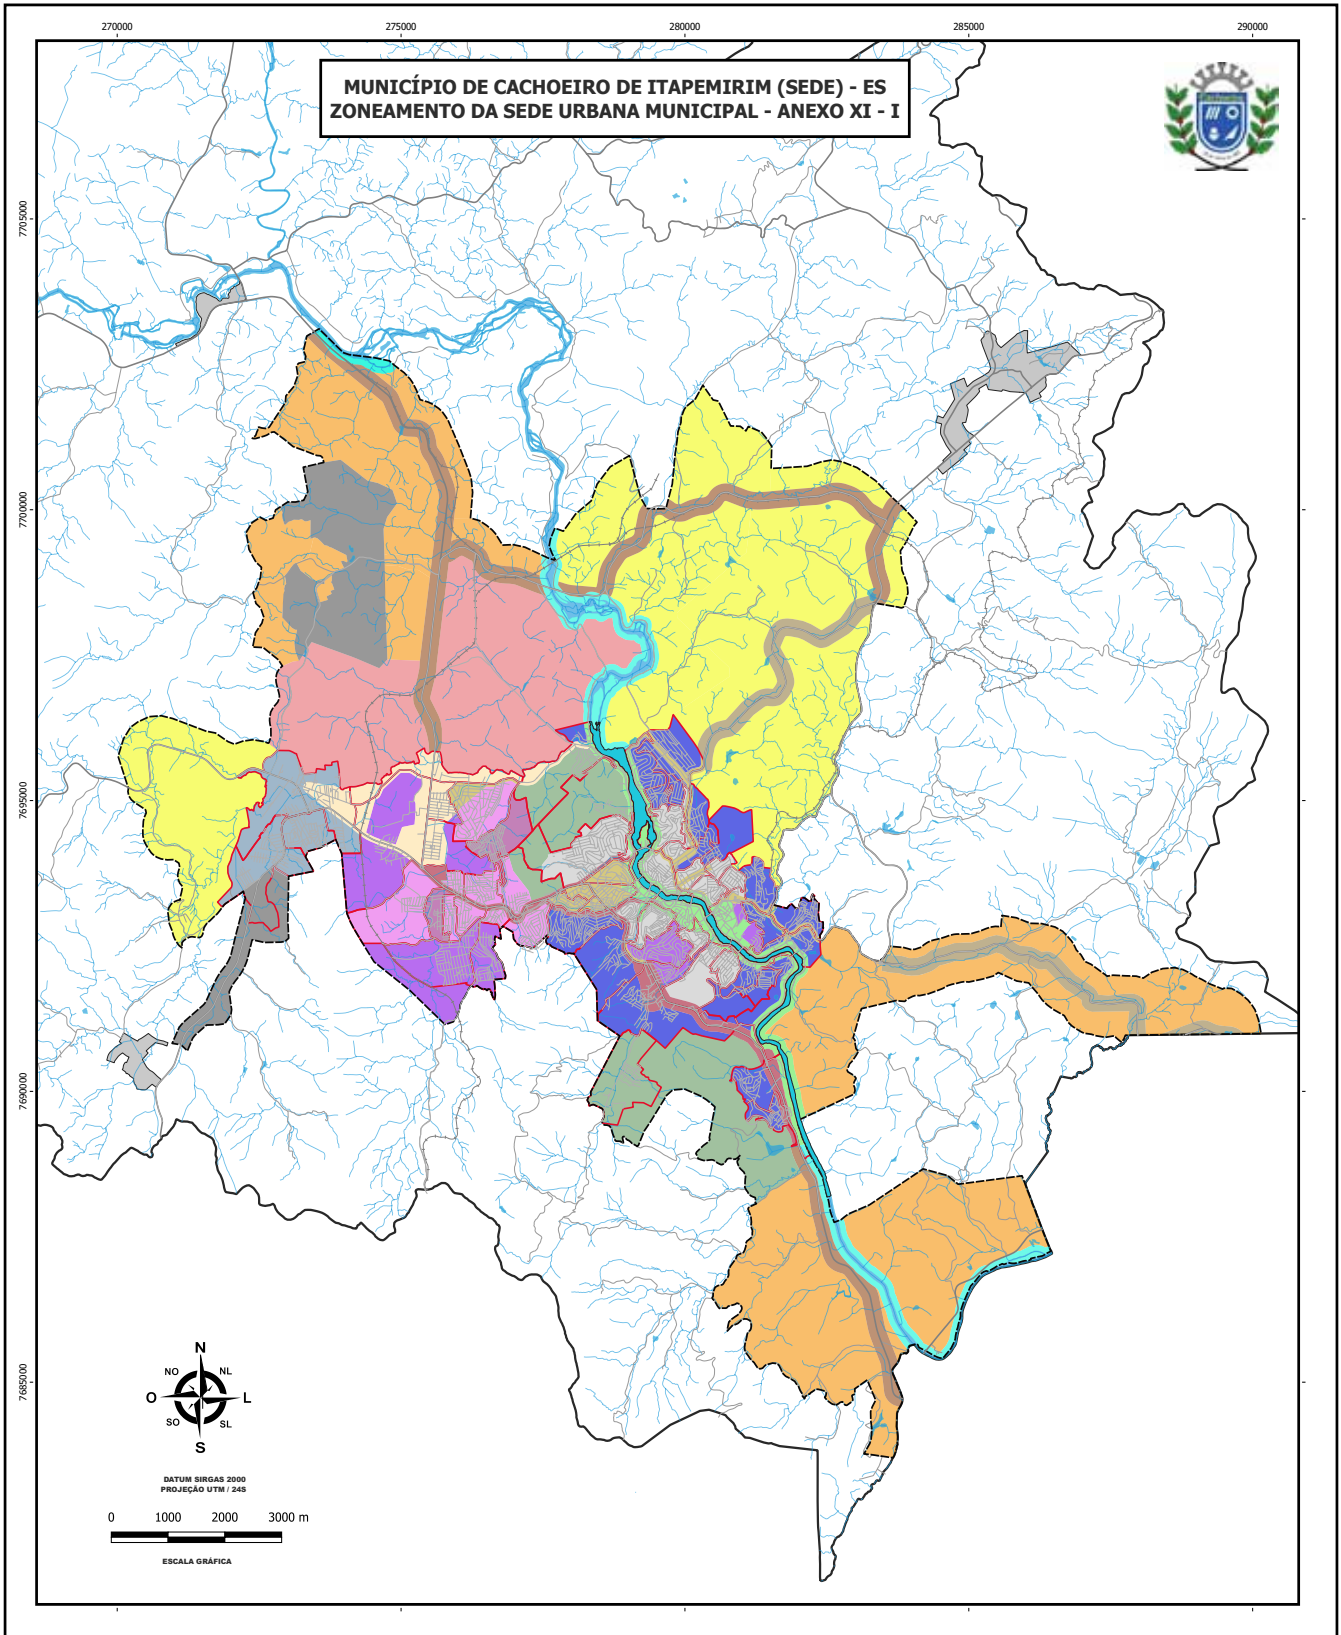 270000 275000 280000 285000 290000
MUNICÍPIO DE CACHOEIRO DE ITAPEMIRIM (SEDE) - ES
ZONEAMENTO DA SEDE URBANA MUNICIPAL - ANEXO XI - I
7705000
7700000
7695000
7690000
7685000
N
NO NL
O L
SO SL
S
DATUM SIRGAS 2000
PROJEÇÃO UTM / 24S
0 1000 2000 3000 m
ESCALA GRÁFICA